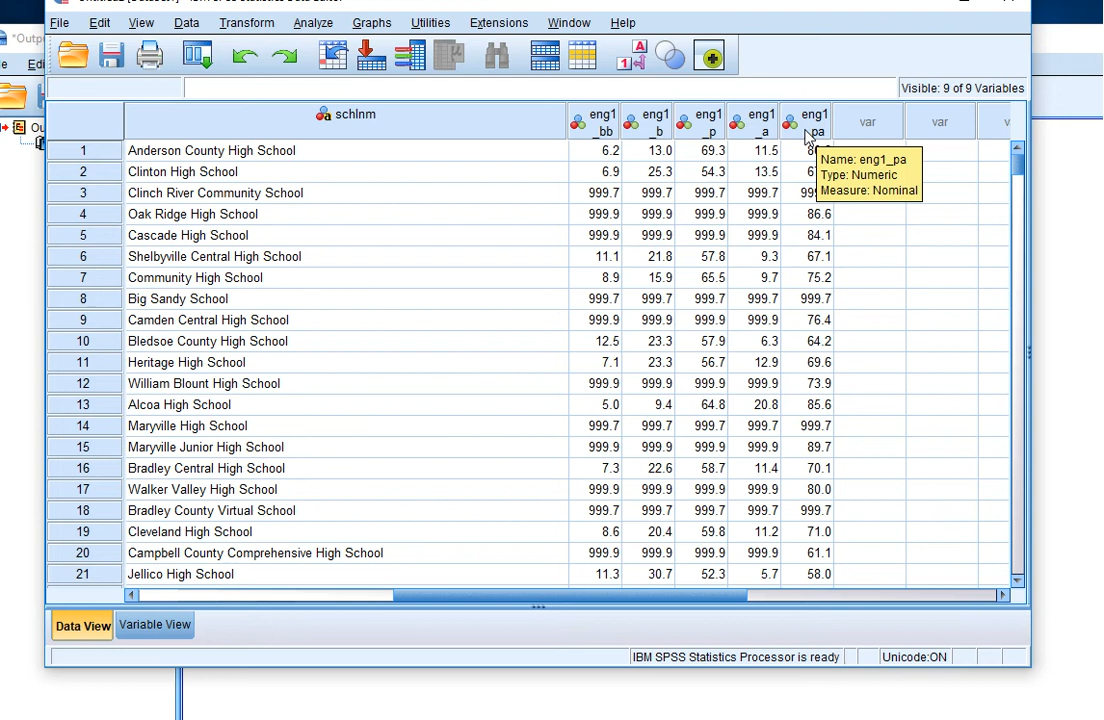 File Edit View Data Transform Analyze Graphs Utilities Extensions Window Help
Visible: 9 of 9 Variables
schlnm eng1_bb eng1_b eng1_p eng1_a eng1_pa var var
1 Anderson County High School 6.2 13.0 69.3 11.5
2 Clinton High School 6.9 25.3 54.3 13.5
3 Clinch River Community School 999.7 999.7 999.7 999.7
4 Oak Ridge High School 999.9 999.9 999.9 999.9 86.6
5 Cascade High School 999.9 999.9 999.9 999.9 84.1
6 Shelbyville Central High School 11.1 21.8 57.8 9.3 67.1
7 Community High School 8.9 15.9 65.5 9.7 75.2
8 Big Sandy School 999.7 999.7 999.7 999.7 999.7
9 Camden Central High School 999.9 999.9 999.9 999.9 76.4
10 Bledsoe County High School 12.5 23.3 57.9 6.3 64.2
11 Heritage High School 7.1 23.3 56.7 12.9 69.6
12 William Blount High School 999.9 999.9 999.9 999.9 73.9
13 Alcoa High School 5.0 9.4 64.8 20.8 85.6
14 Maryville High School 999.7 999.7 999.7 999.7 999.7
15 Maryville Junior High School 999.9 999.9 999.9 999.9 89.7
16 Bradley Central High School 7.3 22.6 58.7 11.4 70.1
17 Walker Valley High School 999.9 999.9 999.9 999.9 80.0
18 Bradley County Virtual School 999.7 999.7 999.7 999.7 999.7
19 Cleveland High School 8.6 20.4 59.8 11.2 71.0
20 Campbell County Comprehensive High School 999.9 999.9 999.9 999.9 61.1
21 Jellico High School 11.3 30.7 52.3 5.7 58.0
Name: eng1_pa
Type: Numeric
Measure: Nominal
Data View Variable View
IBM SPSS Statistics Processor is ready Unicode:ON